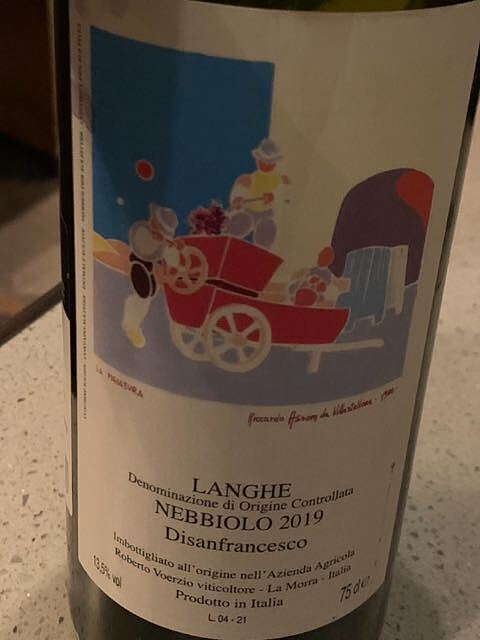 LA PIGIATURA
LANGHE
Denominazione di Origine Controllata
NEBBIOLO 2019
Disanfrancesco
Imbottigliato all'origine nell'Azienda Agricola
Roberto Voerzio viticoltore - La Morra - Italia
13,5% vol
Prodotto in Italia
75 cl e
L. 04 - 21